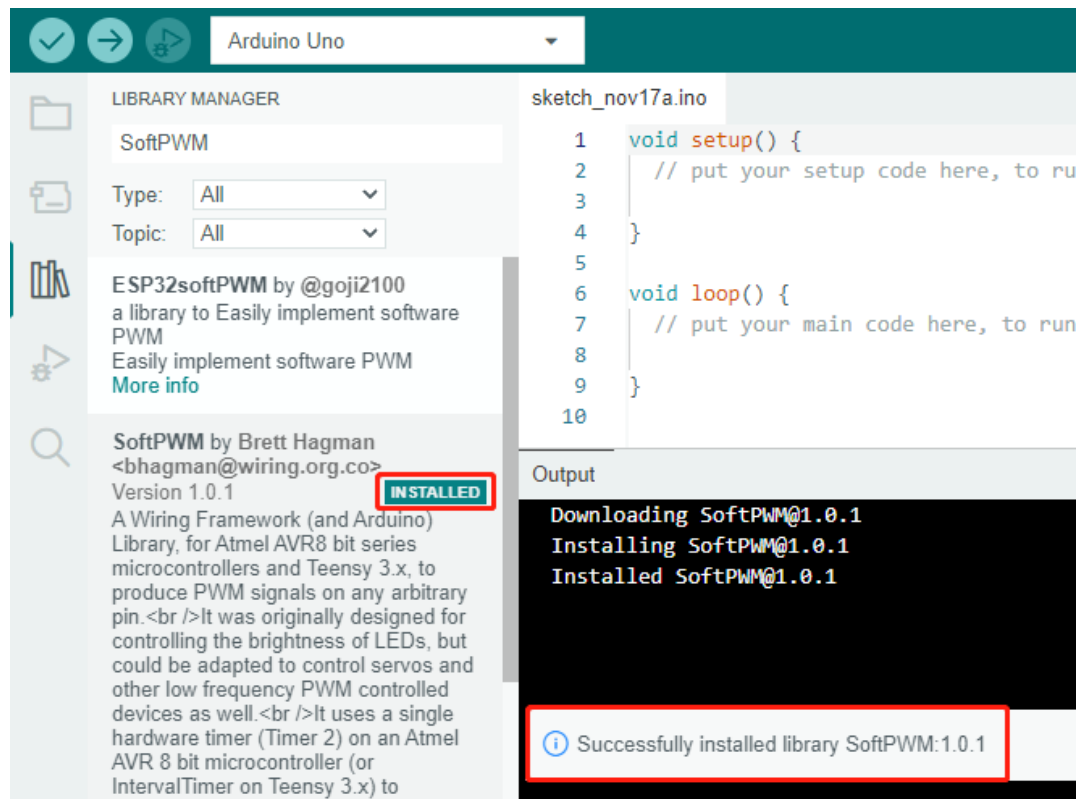 Arduino Uno
LIBRARY MANAGER
SoftPWM
Type: All
Topic: All
ESP32softPWM by @goji2100
a library to Easily implement software
PWM
Easily implement software PWM
More info
SoftPWM by Brett Hagman
<bhagman@wiring.org.co>
Version 1.0.1 INSTALLED
A Wiring Framework (and Arduino)
Library, for Atmel AVR8 bit series
microcontrollers and Teensy 3.x, to
produce PWM signals on any arbitrary
pin.<br />It was originally designed for
controlling the brightness of LEDs, but
could be adapted to control servos and
other low frequency PWM controlled
devices as well.<br />It uses a single
hardware timer (Timer 2) on an Atmel
AVR 8 bit microcontroller (or
IntervalTimer on Teensy 3.x) to
sketch_nov17a.ino
1 void setup() {
2 // put your setup code here, to ru
3
4 }
5
6 void loop() {
7 // put your main code here, to run
8
9 }
10
Output
Downloading SoftPWM@1.0.1
Installing SoftPWM@1.0.1
Installed SoftPWM@1.0.1
Successfully installed library SoftPWM:1.0.1